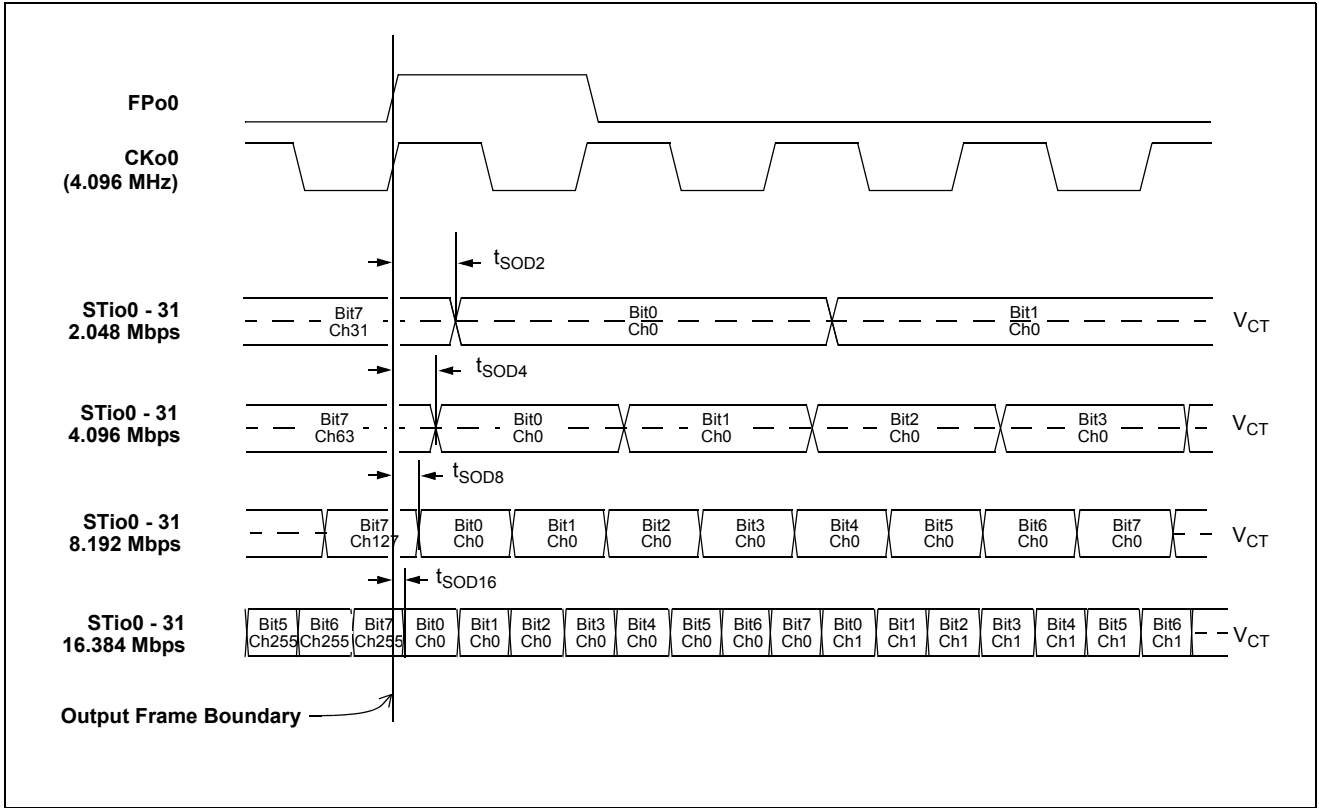 FPo0
CKo0
(4.096 MHz)
tSOD2
STio0 - 31
2.048 Mbps
Bit7
Ch31
Bit0
Ch0
Bit1
Ch0
VCT
tSOD4
STio0 - 31
4.096 Mbps
Bit7
Ch63
Bit0
Ch0
Bit1
Ch0
Bit2
Ch0
Bit3
Ch0
VCT
tSOD8
STio0 - 31
8.192 Mbps
Bit7
Ch127
Bit0
Ch0
Bit1
Ch0
Bit2
Ch0
Bit3
Ch0
Bit4
Ch0
Bit5
Ch0
Bit6
Ch0
Bit7
Ch0
VCT
tSOD16
STio0 - 31
16.384 Mbps
Bit5
Ch255
Bit6
Ch255
Bit7
Ch255
Bit0
Ch0
Bit1
Ch0
Bit2
Ch0
Bit3
Ch0
Bit4
Ch0
Bit5
Ch0
Bit6
Ch0
Bit7
Ch0
Bit0
Ch1
Bit1
Ch1
Bit2
Ch1
Bit3
Ch1
Bit4
Ch1
Bit5
Ch1
Bit6
Ch1
VCT
Output Frame Boundary